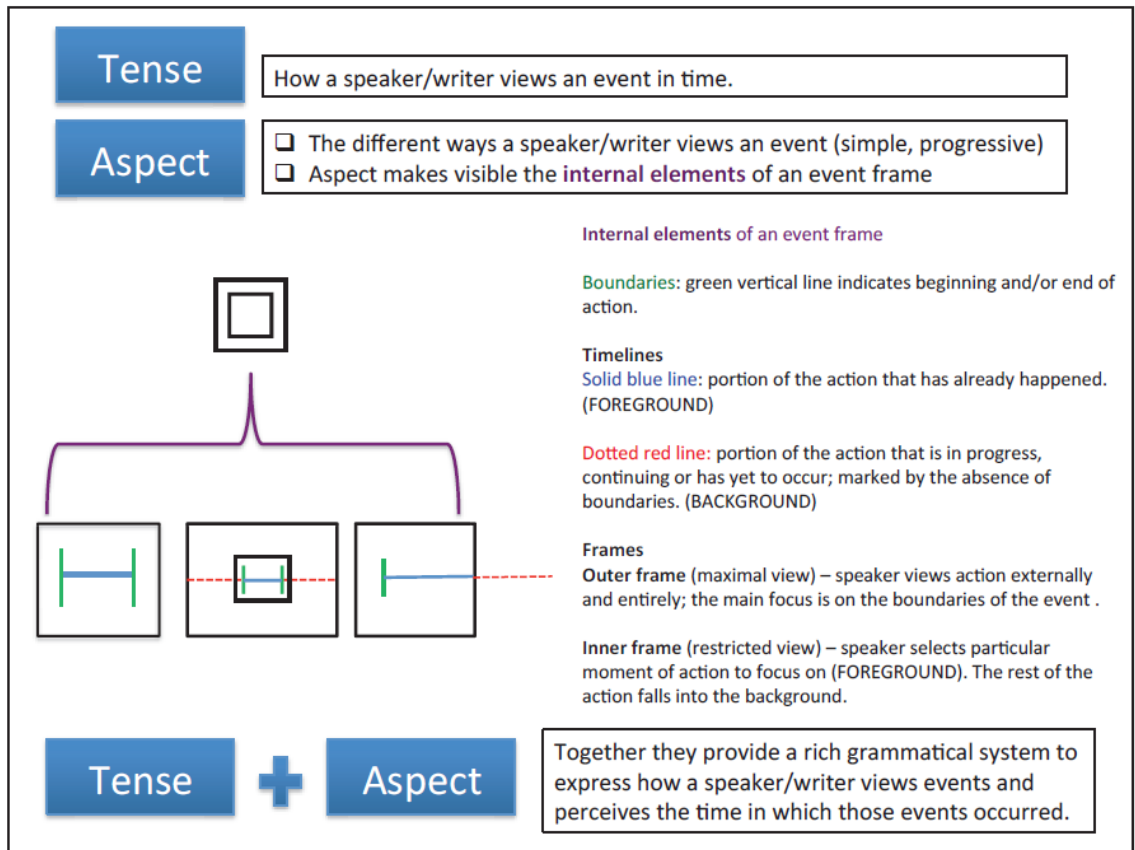 Tense
How a speaker/writer views an event in time.
Aspect
❑ The different ways a speaker/writer views an event (simple, progressive)
❑ Aspect makes visible the internal elements of an event frame
Internal elements of an event frame
Boundaries: green vertical line indicates beginning and/or end of
action.
Timelines
Solid blue line: portion of the action that has already happened.
(FOREGROUND)
Dotted red line: portion of the action that is in progress,
continuing or has yet to occur; marked by the absence of
boundaries. (BACKGROUND)
Frames
Outer frame (maximal view) – speaker views action externally
and entirely; the main focus is on the boundaries of the event .
Inner frame (restricted view) – speaker selects particular
moment of action to focus on (FOREGROUND). The rest of the
action falls into the background.
Tense
Aspect
Together they provide a rich grammatical system to
express how a speaker/writer views events and
perceives the time in which those events occurred.